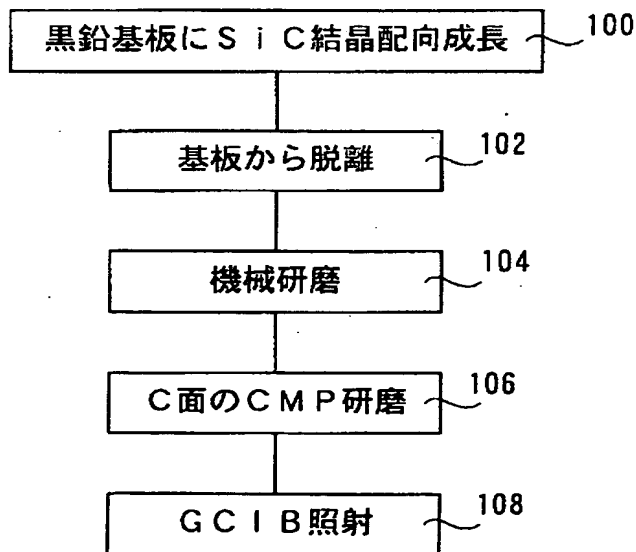 黒鉛基板にＳｉＣ結晶配向成長 100
基板から脱離 102
機械研磨 104
Ｃ面のＣＭＰ研磨 106
ＧＣＩＢ照射 108